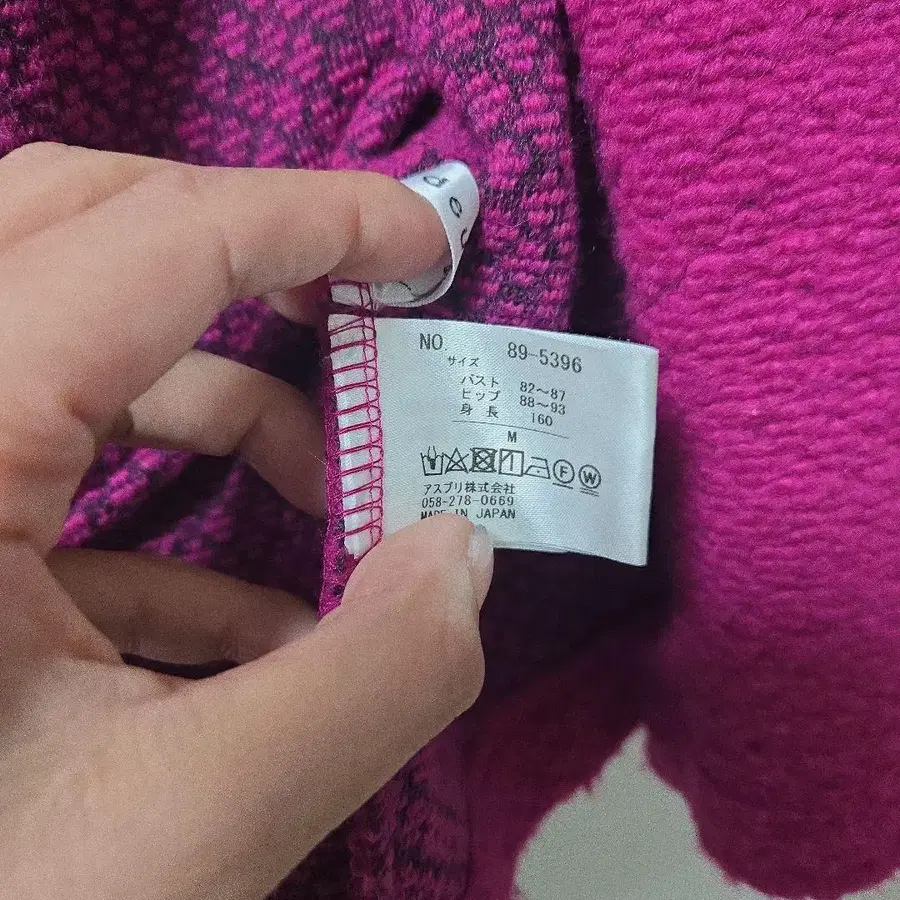 NO 89-5396
サイズ
バスト 82〜87
ヒップ 88〜93
身長 160
M
F W
アスプリ株式会社
058-278-0669
MADE IN JAPAN